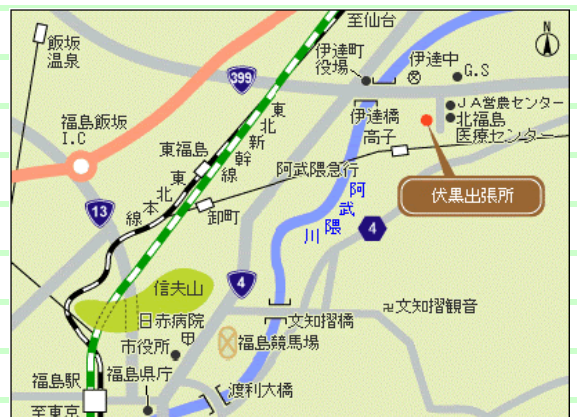 至仙台
N
飯坂
温泉
伊達町
役場
伊達中
G.S
399
ＪＡ営農センター
北福島
医療センター
伊達橋
高子
福島飯坂
I.C
東北新幹線
東福島
阿武隈急行
伏黒出張所
東北本線
卸町
阿武隈川
13
4
4
信夫山
卍文知摺観音
日赤病院
文知摺橋
市役所
福島競馬場
福島駅
福島県庁
渡利大橋
至東京